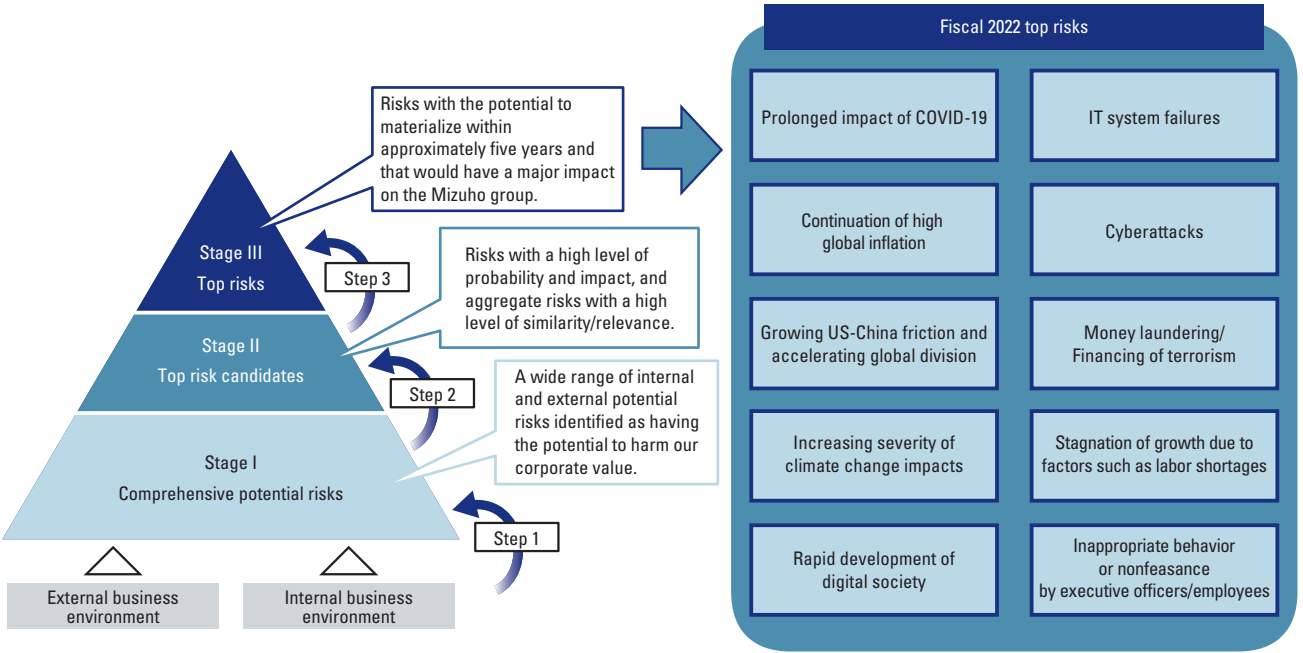 Risks with the potential to
materialize within
approximately five years and
that would have a major impact
on the Mizuho group.
Stage III
Top risks
Step 3
Risks with a high level of
probability and impact, and
aggregate risks with a high
level of similarity/relevance.
Stage II
Top risk candidates
Step 2
A wide range of internal
and external potential
risks identified as having
the potential to harm our
corporate value.
Stage I
Comprehensive potential risks
Step 1
External business
environment
Internal business
environment
Fiscal 2022 top risks
Prolonged impact of COVID-19
IT system failures
Continuation of high
global inflation
Cyberattacks
Growing US-China friction and
accelerating global division
Money laundering/
Financing of terrorism
Increasing severity of
climate change impacts
Stagnation of growth due to
factors such as labor shortages
Rapid development of
digital society
Inappropriate behavior
or nonfeasance
by executive officers/employees